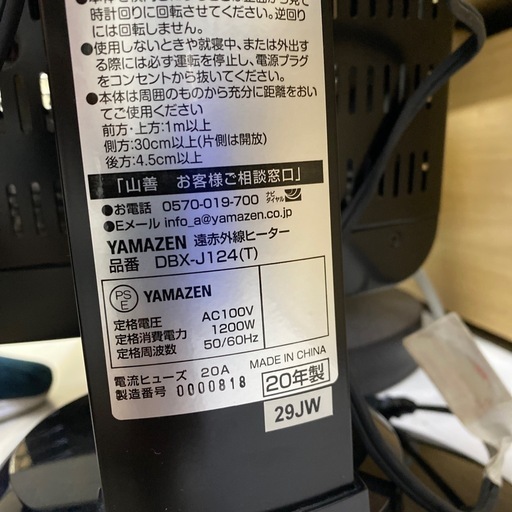 時計回りに回転させてください。逆回り
には回転しません。
●使用しないときや就寝中、または外出す
る際には必ず運転を停止し、電源プラグ
をコンセントから抜いてください。
●本体は周囲のものから充分に距離をおい
てご使用ください
前方・上方:1m以上
側方:30cm以上(片側は開放)
後方:4.5cm以上
「山善 お客様ご相談窓口」
●お電話 0570-019-700 ナビダイヤル
●Eメール info_a@yamazen.co.jp
YAMAZEN 遠赤外線ヒーター
品番 DBX-J124(T)
PSE YAMAZEN
定格電圧 AC100V
定格消費電力 1200W
定格周波数 50/60Hz
電流ヒューズ 20A MADE IN CHINA
製造番号 0000818 20年製
29JW